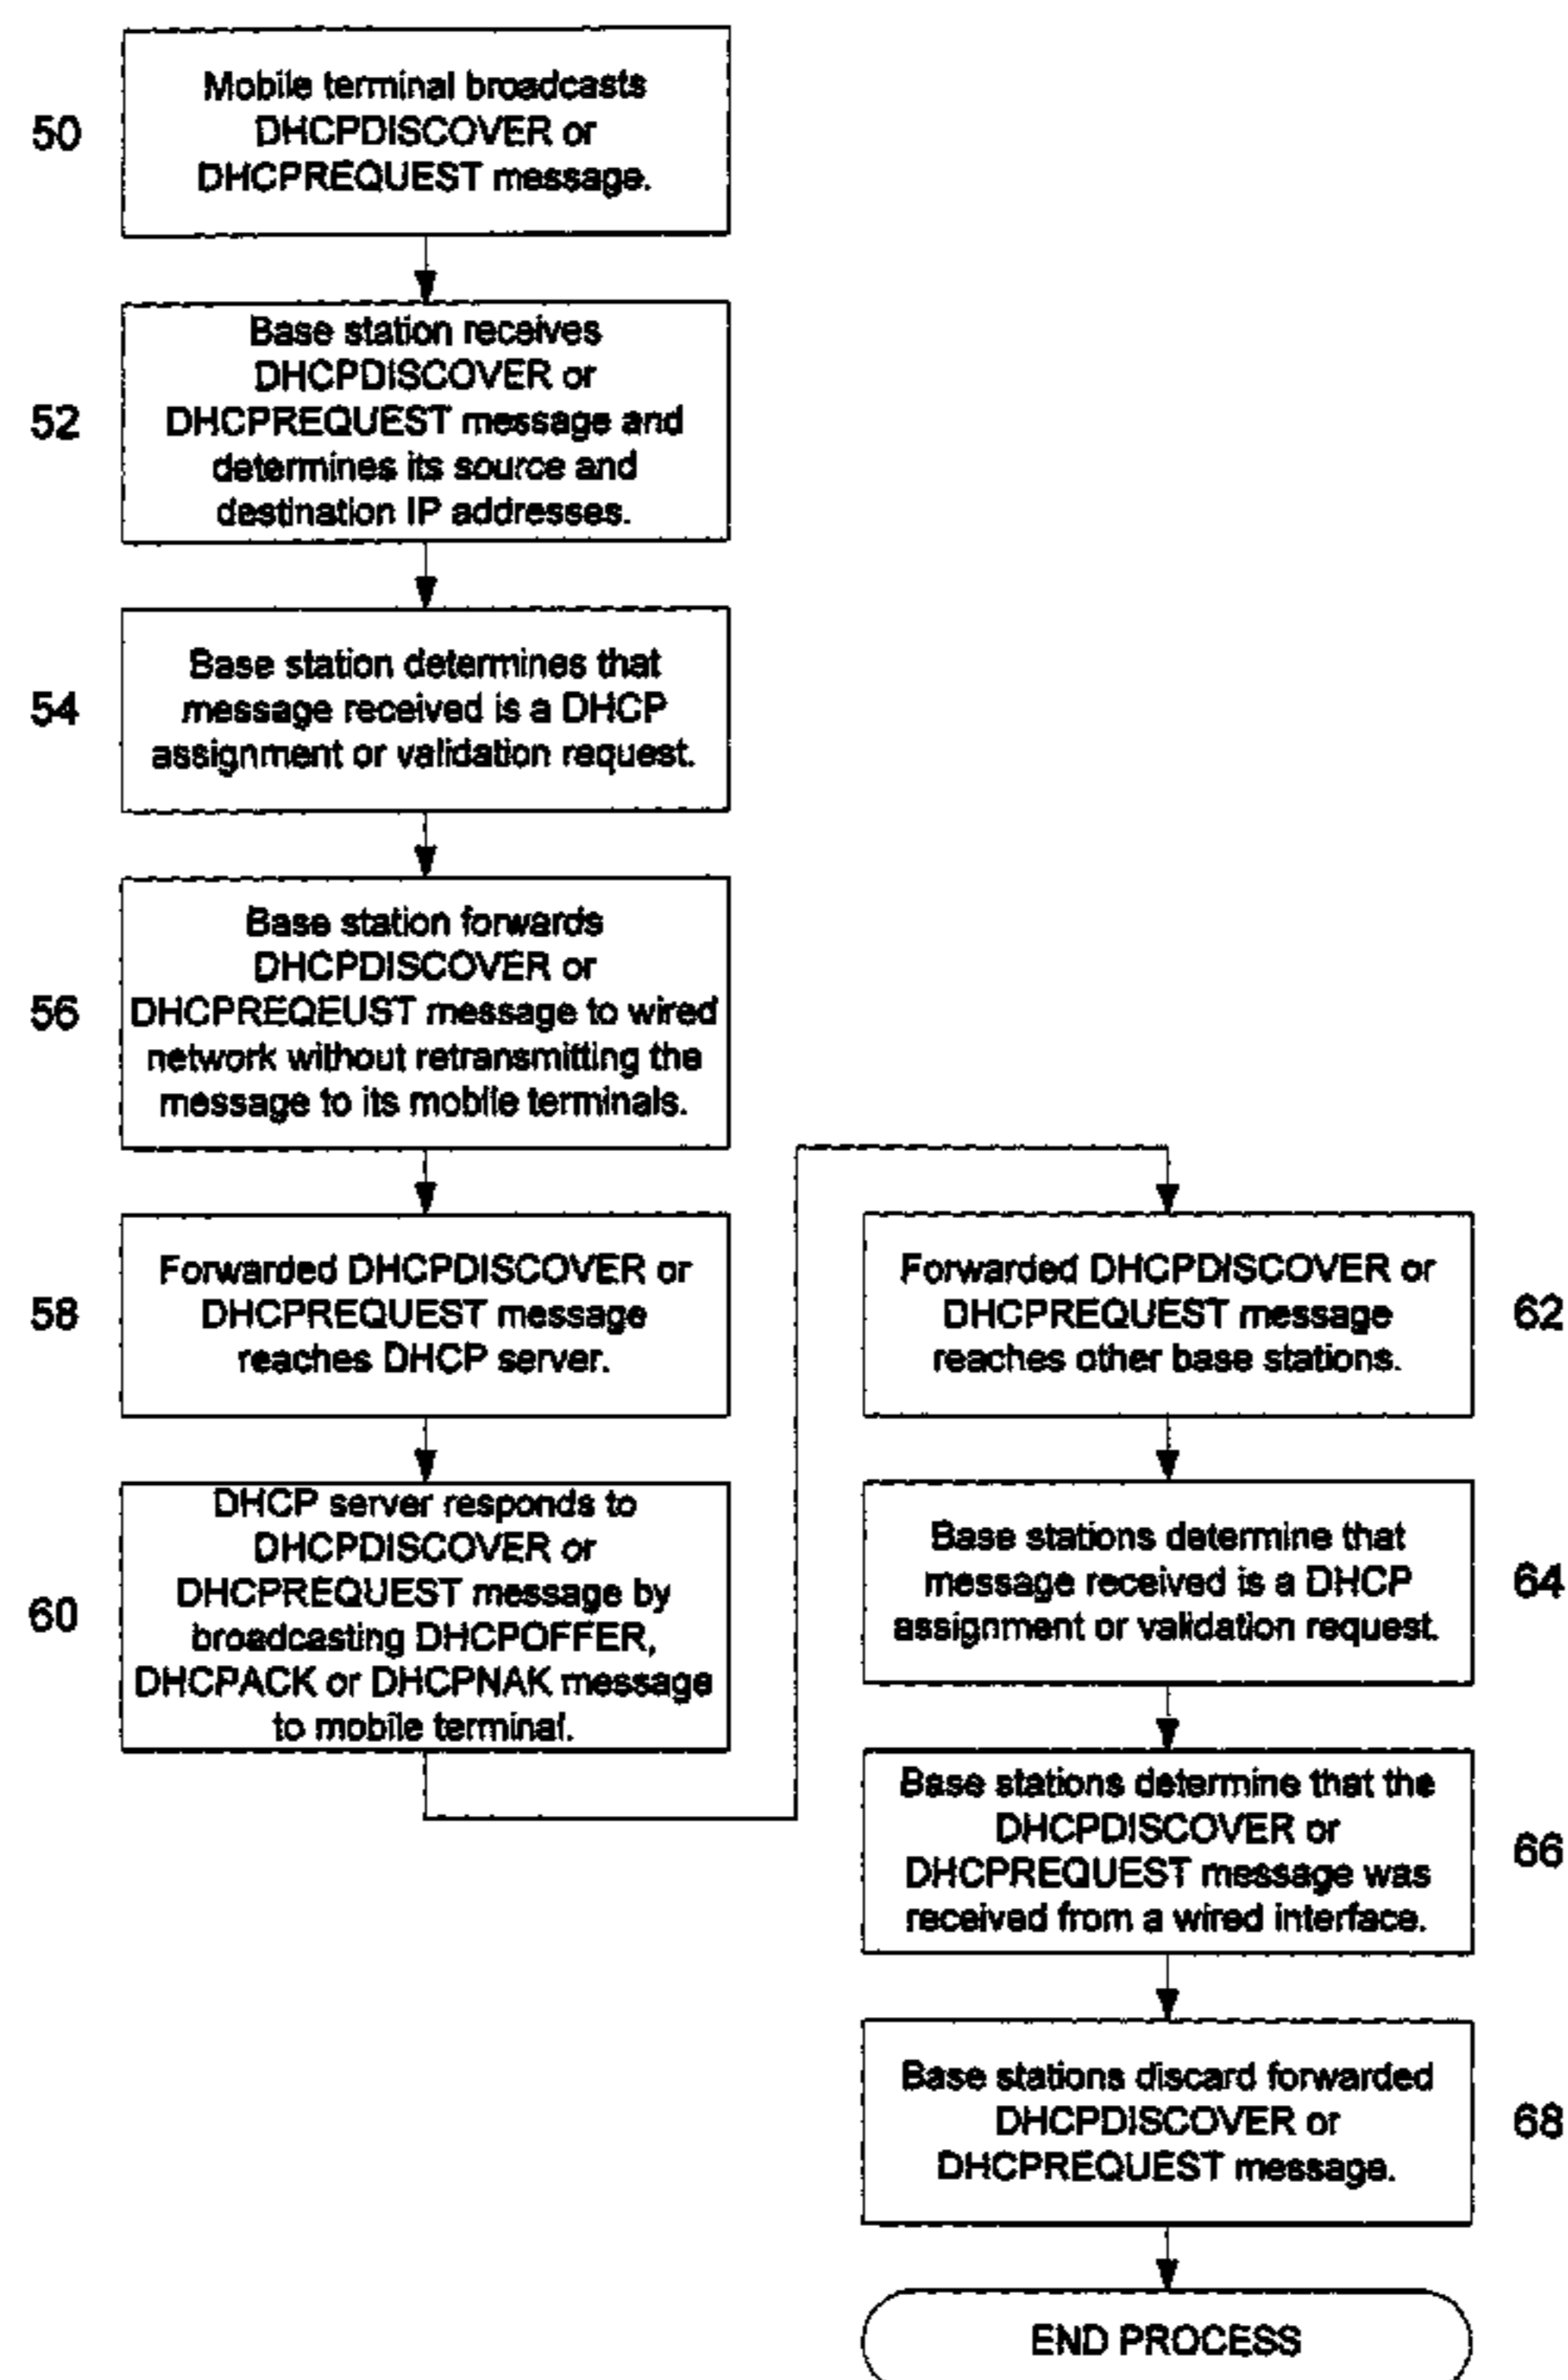 50
Mobile terminal broadcasts
DHCPDISCOVER or
DHCPREQUEST message.
52
Base station receives
DHCPDISCOVER or
DHCPREQUEST message and
determines its source and
destination IP addresses.
54
Base station determines that
message received is a DHCP
assignment or validation request.
56
Base station forwards
DHCPDISCOVER or
DHCPREQEUST message to wired
network without retransmitting the
message to its mobile terminals.
58
Forwarded DHCPDISCOVER or
DHCPREQUEST message
reaches DHCP server.
60
DHCP server responds to
DHCPDISCOVER or
DHCPREQUEST message by
broadcasting DHCPOFFER,
DHCPACK or DHCPNAK message
to mobile terminal.
Forwarded DHCPDISCOVER or
DHCPREQUEST message
reaches other base stations.
62
Base stations determine that
message received is a DHCP
assignment or validation request.
64
Base stations determine that the
DHCPDISCOVER or
DHCPREQUEST message was
received from a wired interface.
66
Base stations discard forwarded
DHCPDISCOVER or
DHCPREQUEST message.
68
END PROCESS